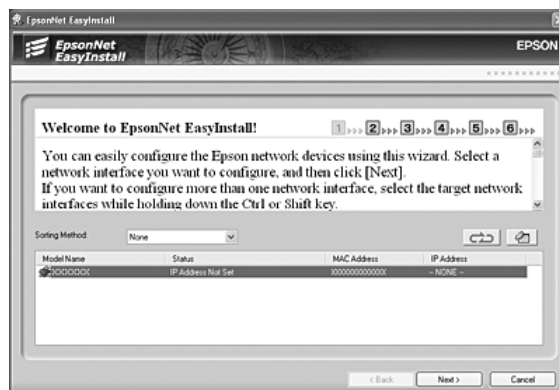 EpsonNet EasyInstall
EpsonNet
EasyInstall
EPSON
Welcome to EpsonNet EasyInstall!
1 >>> 2 >>> 3 >>> 4 >>> 5 >>> 6 >>>
You can easily configure the Epson network devices using this wizard. Select a
network interface you want to configure, and then click [Next].
If you want to configure more than one network interface, select the target network
interfaces while holding down the Ctrl or Shift key.
Sorting Method: None
Model Name Status MAC Address IP Address
XXXXXXX IP Address Not Set XXXXXXXXXXXX -- NONE --
< Back Next > Cancel